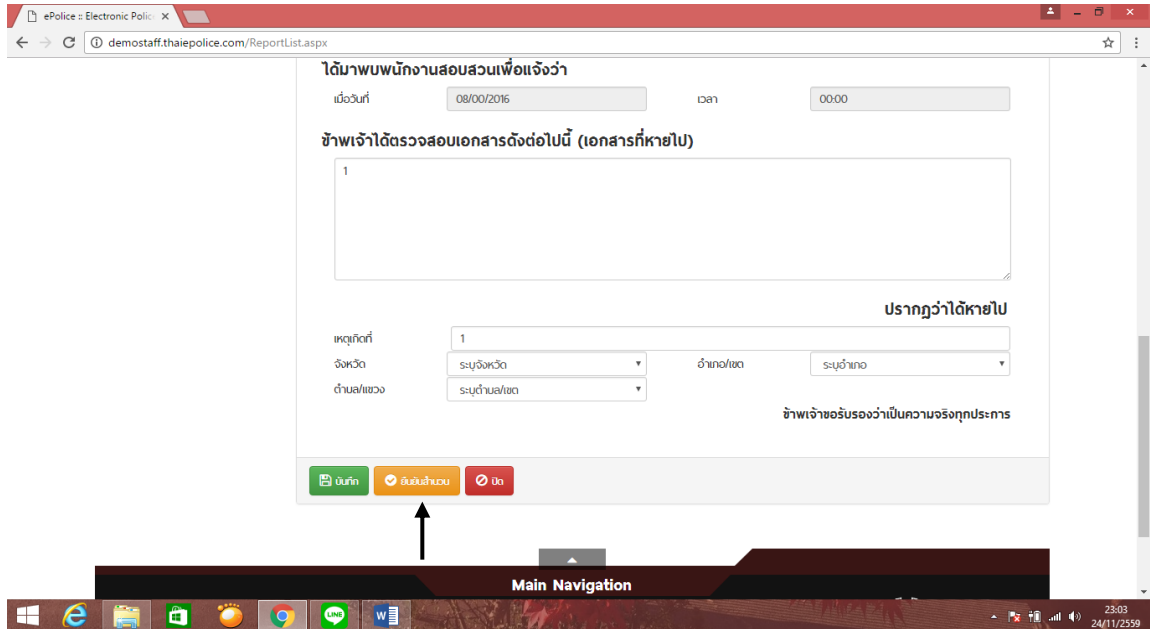 ePolice :: Electronic Polic
demostaff.thaiepolice.com/ReportList.aspx
ได้มาพบพนักงานสอบสวนเพื่อแจ้งว่า
เมื่อวันที่ 08/00/2016 เวลา 00:00
ข้าพเจ้าได้ตรวจสอบเอกสารดังต่อไปนี้ (เอกสารที่หายไป)
1
ปรากฏว่าได้หายไป
เหตุเกิดที่ 1
จังหวัด ระบุจังหวัด อำเภอ/เขต ระบุอำเภอ
ตำบล/แขวง ระบุตำบล/เขต
ข้าพเจ้าขอรับรองว่าเป็นความจริงทุกประการ
บันทึก ยืนยันสำนวน ปิด
Main Navigation
LINE
23:03
24/11/2559